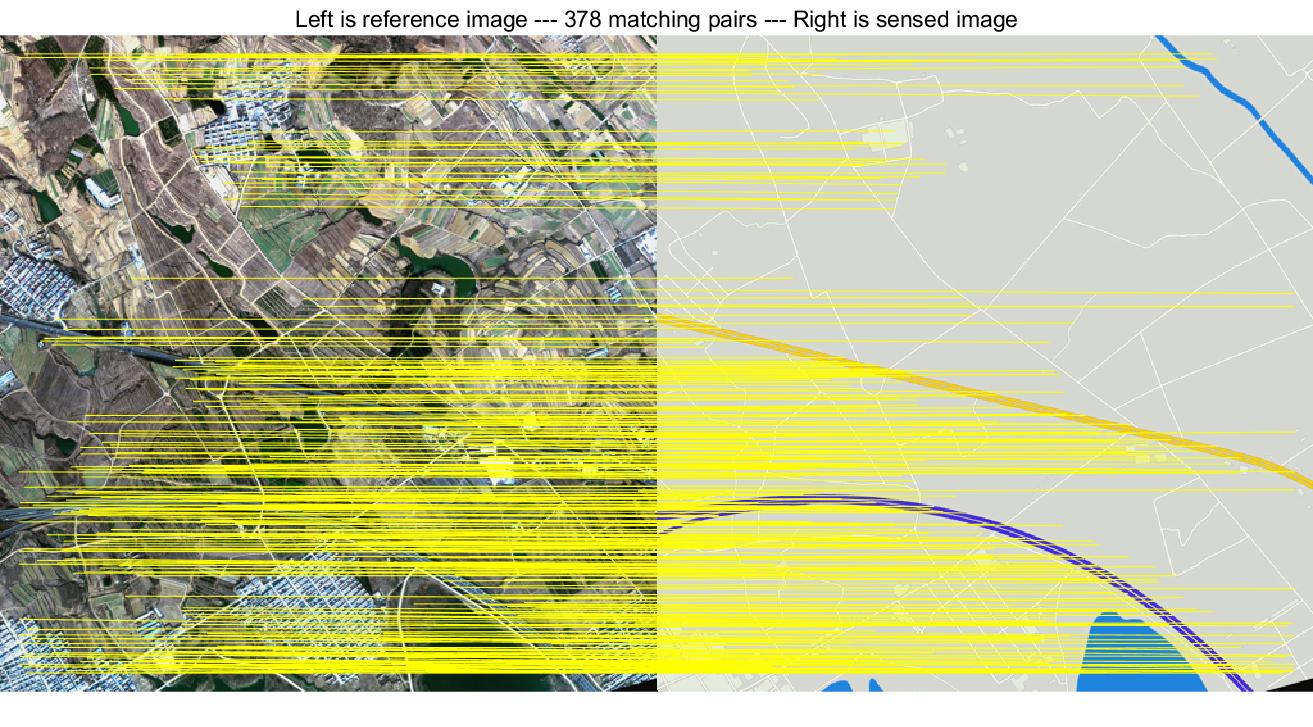 Left is reference image --- 378 matching pairs --- Right is sensed image